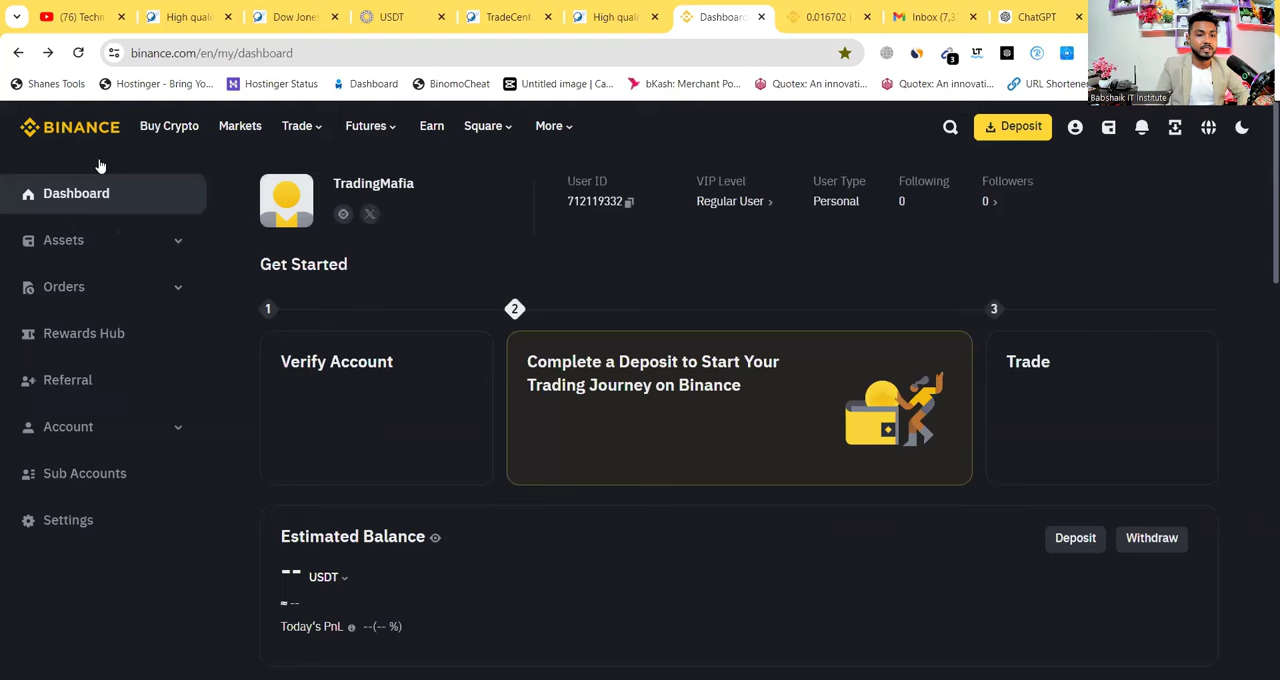 (76) Techn
High qual
Dow Jones
USDT
TradeCent
High qual
Dashboard
0.016702
Inbox (7,3
ChatGPT
binance.com/en/my/dashboard
LT
3
Shanes Tools
Hostinger - Bring Yo...
Hostinger Status
Dashboard
BinomoCheat
Untitled image | Ca...
bKash: Merchant Po...
Quotex: An innovati...
Quotex: An innovati...
URL Shortene
Babshaik IT Institute
BINANCE
Buy Crypto
Markets
Trade
Futures
Earn
Square
More
Deposit
Dashboard
Assets
Orders
Rewards Hub
Referral
Account
Sub Accounts
Settings
TradingMafia
User ID
712119332
VIP Level
Regular User
User Type
Personal
Following
0
Followers
0
Get Started
1
2
3
Verify Account
Complete a Deposit to Start Your
Trading Journey on Binance
Trade
Estimated Balance
Deposit
Withdraw
-- USDT
≈ --
Today's PnL --(-- %)